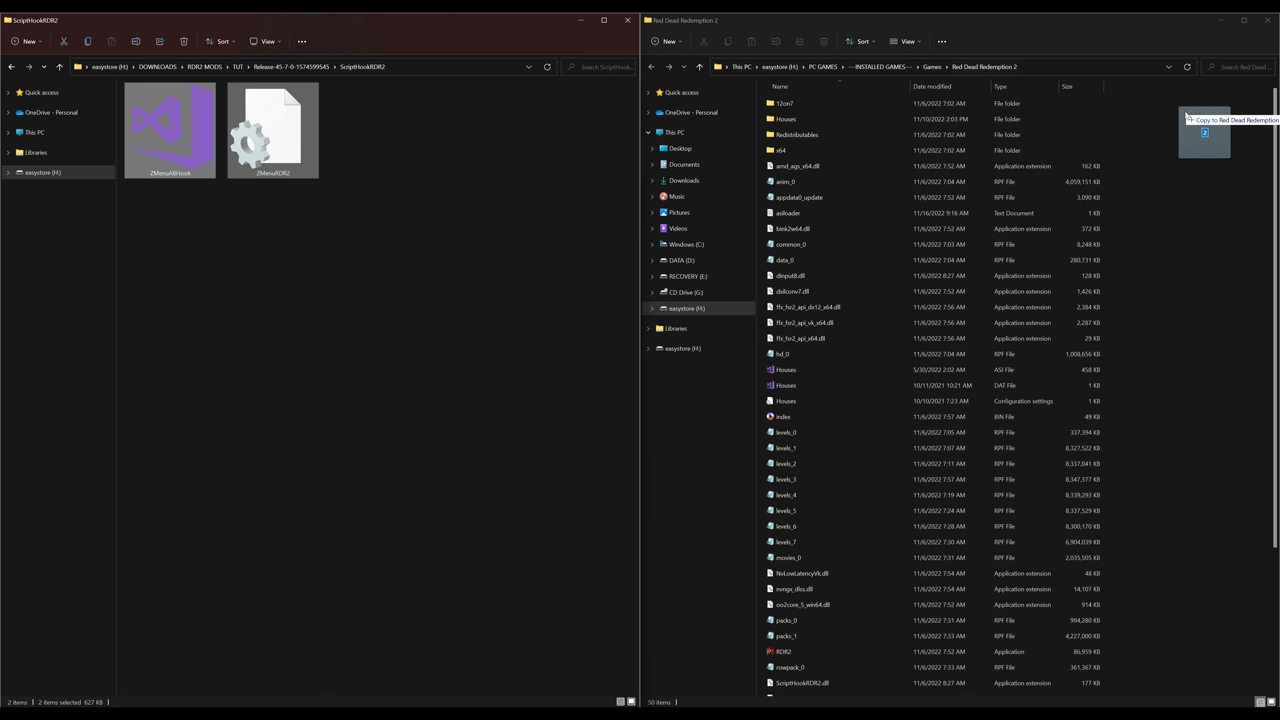 ScriptHookRDR2
New
Sort
View
easystore (H:) > DOWNLOADS > RDR2 MODS > TUT > Release-45-7-0-1574599545 > ScriptHookRDR2
Search ScriptHook...
Quick access
OneDrive - Personal
This PC
Libraries
easystore (H:)
ZMenuABHook
ZMenuRDR2
2 items
2 items selected 627 KB
Red Dead Redemption 2
New
Sort
View
This PC > easystore (H:) > PC GAMES > ---INSTALLED GAMES--- > Games > Red Dead Redemption 2
Search Red Dead ...
Quick access
OneDrive - Personal
This PC
Desktop
Documents
Downloads
Music
Pictures
Videos
Windows (C:)
DATA (D:)
RECOVERY (E:)
CD Drive (G:)
easystore (H:)
Libraries
easystore (H:)
Name Date modified Type Size
12on7 11/6/2022 7:02 AM File folder
Houses 11/10/2022 2:03 PM File folder
Redistributables 11/6/2022 7:02 AM File folder
x64 11/6/2022 7:02 AM File folder
amd_ags_x64.dll 11/6/2022 7:52 AM Application extension 162 KB
anim_0 11/6/2022 7:04 AM RPF File 4,059,151 KB
appdata0_update 11/6/2022 7:52 AM RPF File 3,090 KB
asiloader 11/16/2022 9:16 AM Text Document 1 KB
bink2w64.dll 11/6/2022 7:52 AM Application extension 372 KB
common_0 11/6/2022 7:03 AM RPF File 8,248 KB
data_0 11/6/2022 7:04 AM RPF File 280,731 KB
dinput8.dll 11/6/2022 8:27 AM Application extension 128 KB
dxilconv7.dll 11/6/2022 7:52 AM Application extension 1,426 KB
ffx_fsr2_api_dx12_x64.dll 11/6/2022 7:56 AM Application extension 2,384 KB
ffx_fsr2_api_vk_x64.dll 11/6/2022 7:56 AM Application extension 2,287 KB
ffx_fsr2_api_x64.dll 11/6/2022 7:56 AM Application extension 29 KB
hd_0 11/6/2022 7:04 AM RPF File 1,008,656 KB
Houses 5/30/2022 2:02 AM ASI File 458 KB
Houses 10/11/2021 10:21 AM DAT File 1 KB
Houses 10/10/2021 7:23 AM Configuration settings 1 KB
index 11/6/2022 7:57 AM BIN File 49 KB
levels_0 11/6/2022 7:05 AM RPF File 337,394 KB
levels_1 11/6/2022 7:07 AM RPF File 8,327,522 KB
levels_2 11/6/2022 7:11 AM RPF File 8,337,041 KB
levels_3 11/6/2022 7:16 AM RPF File 8,347,377 KB
levels_4 11/6/2022 7:19 AM RPF File 8,339,293 KB
levels_5 11/6/2022 7:24 AM RPF File 8,337,529 KB
levels_6 11/6/2022 7:28 AM RPF File 8,300,170 KB
levels_7 11/6/2022 7:30 AM RPF File 6,904,039 KB
movies_0 11/6/2022 7:31 AM RPF File 2,035,505 KB
NvLowLatencyVk.dll 11/6/2022 7:54 AM Application extension 48 KB
nvngx_dlss.dll 11/6/2022 7:54 AM Application extension 14,107 KB
oo2core_5_win64.dll 11/6/2022 7:52 AM Application extension 914 KB
packs_0 11/6/2022 7:32 AM RPF File 994,280 KB
packs_1 11/6/2022 7:33 AM RPF File 4,227,000 KB
RDR2 11/6/2022 7:52 AM Application 86,959 KB
rowpack_0 11/6/2022 7:33 AM RPF File 361,367 KB
ScriptHookRDR2.dll 11/6/2022 8:27 AM Application extension 177 KB
Copy to Red Dead Redemption
2
50 items